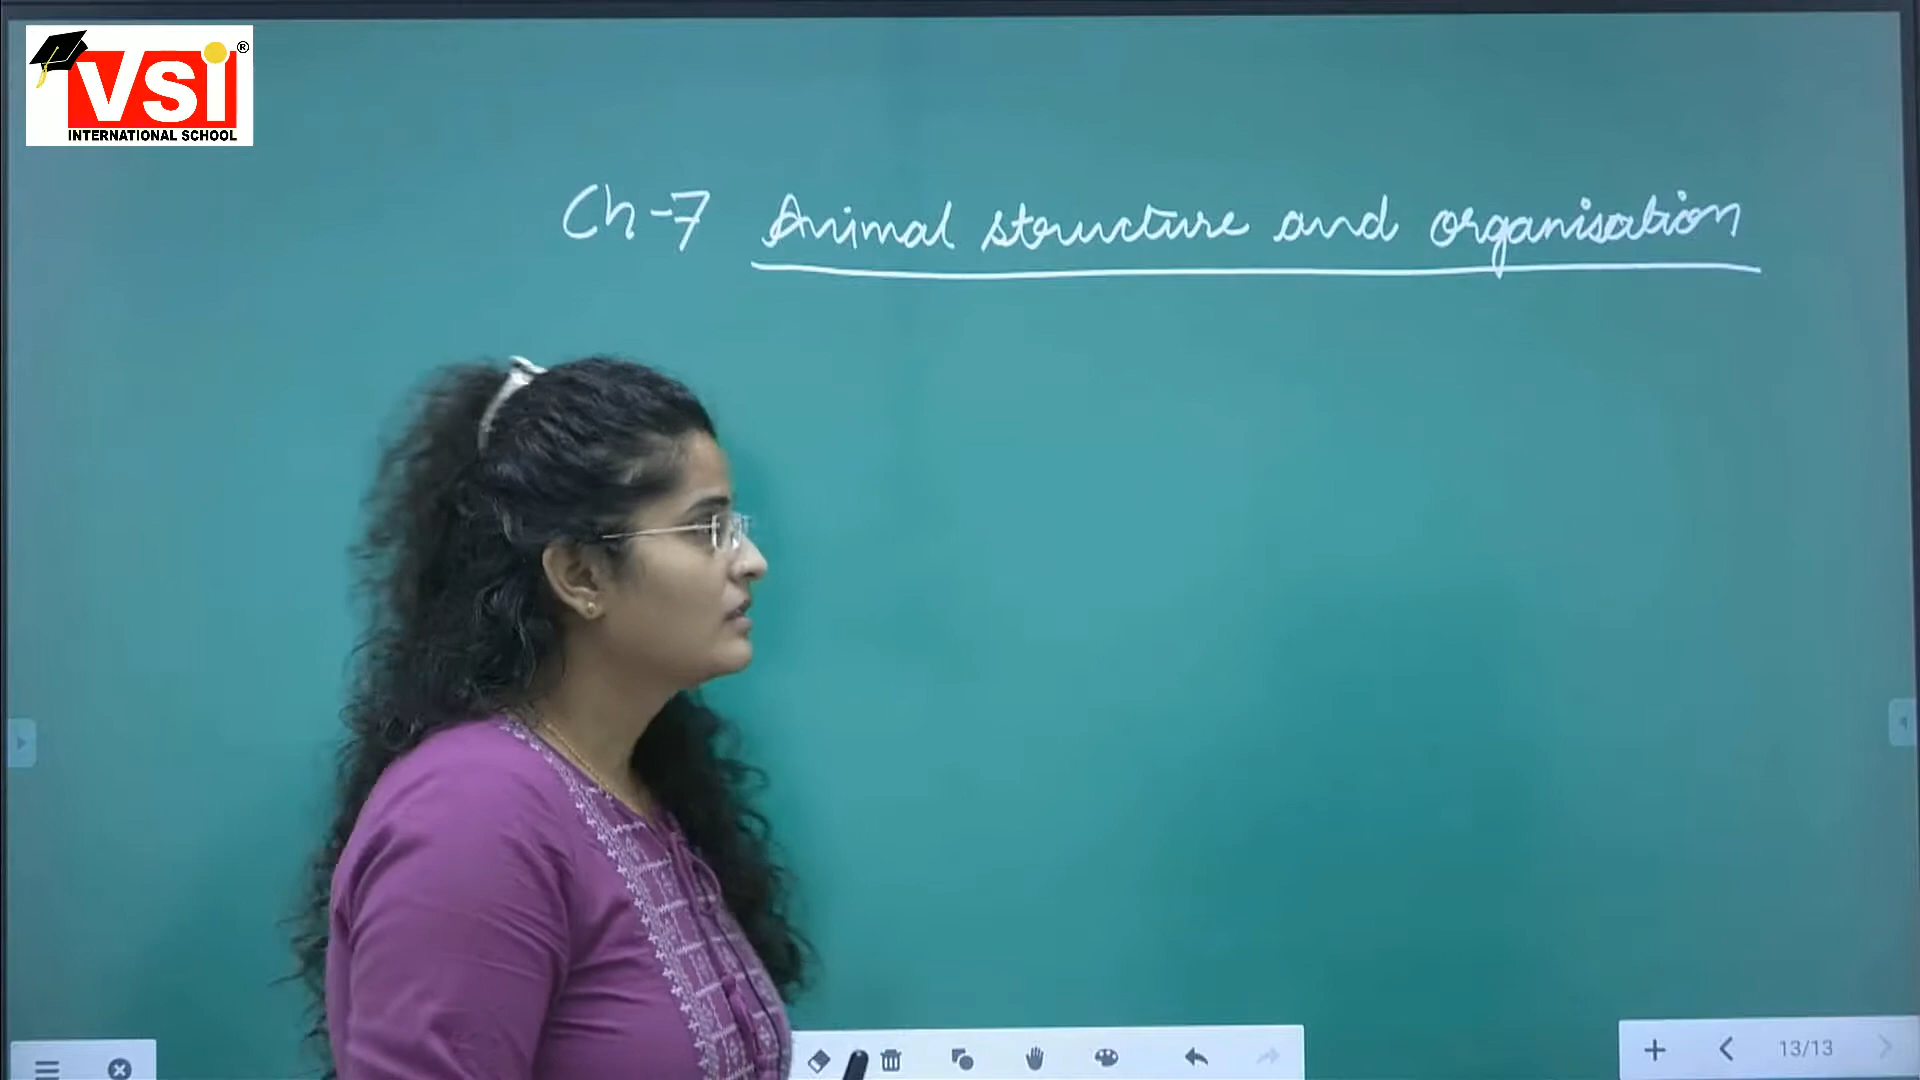 VSI®
INTERNATIONAL SCHOOL
Ch-7 Animal structure and organisation
13/13